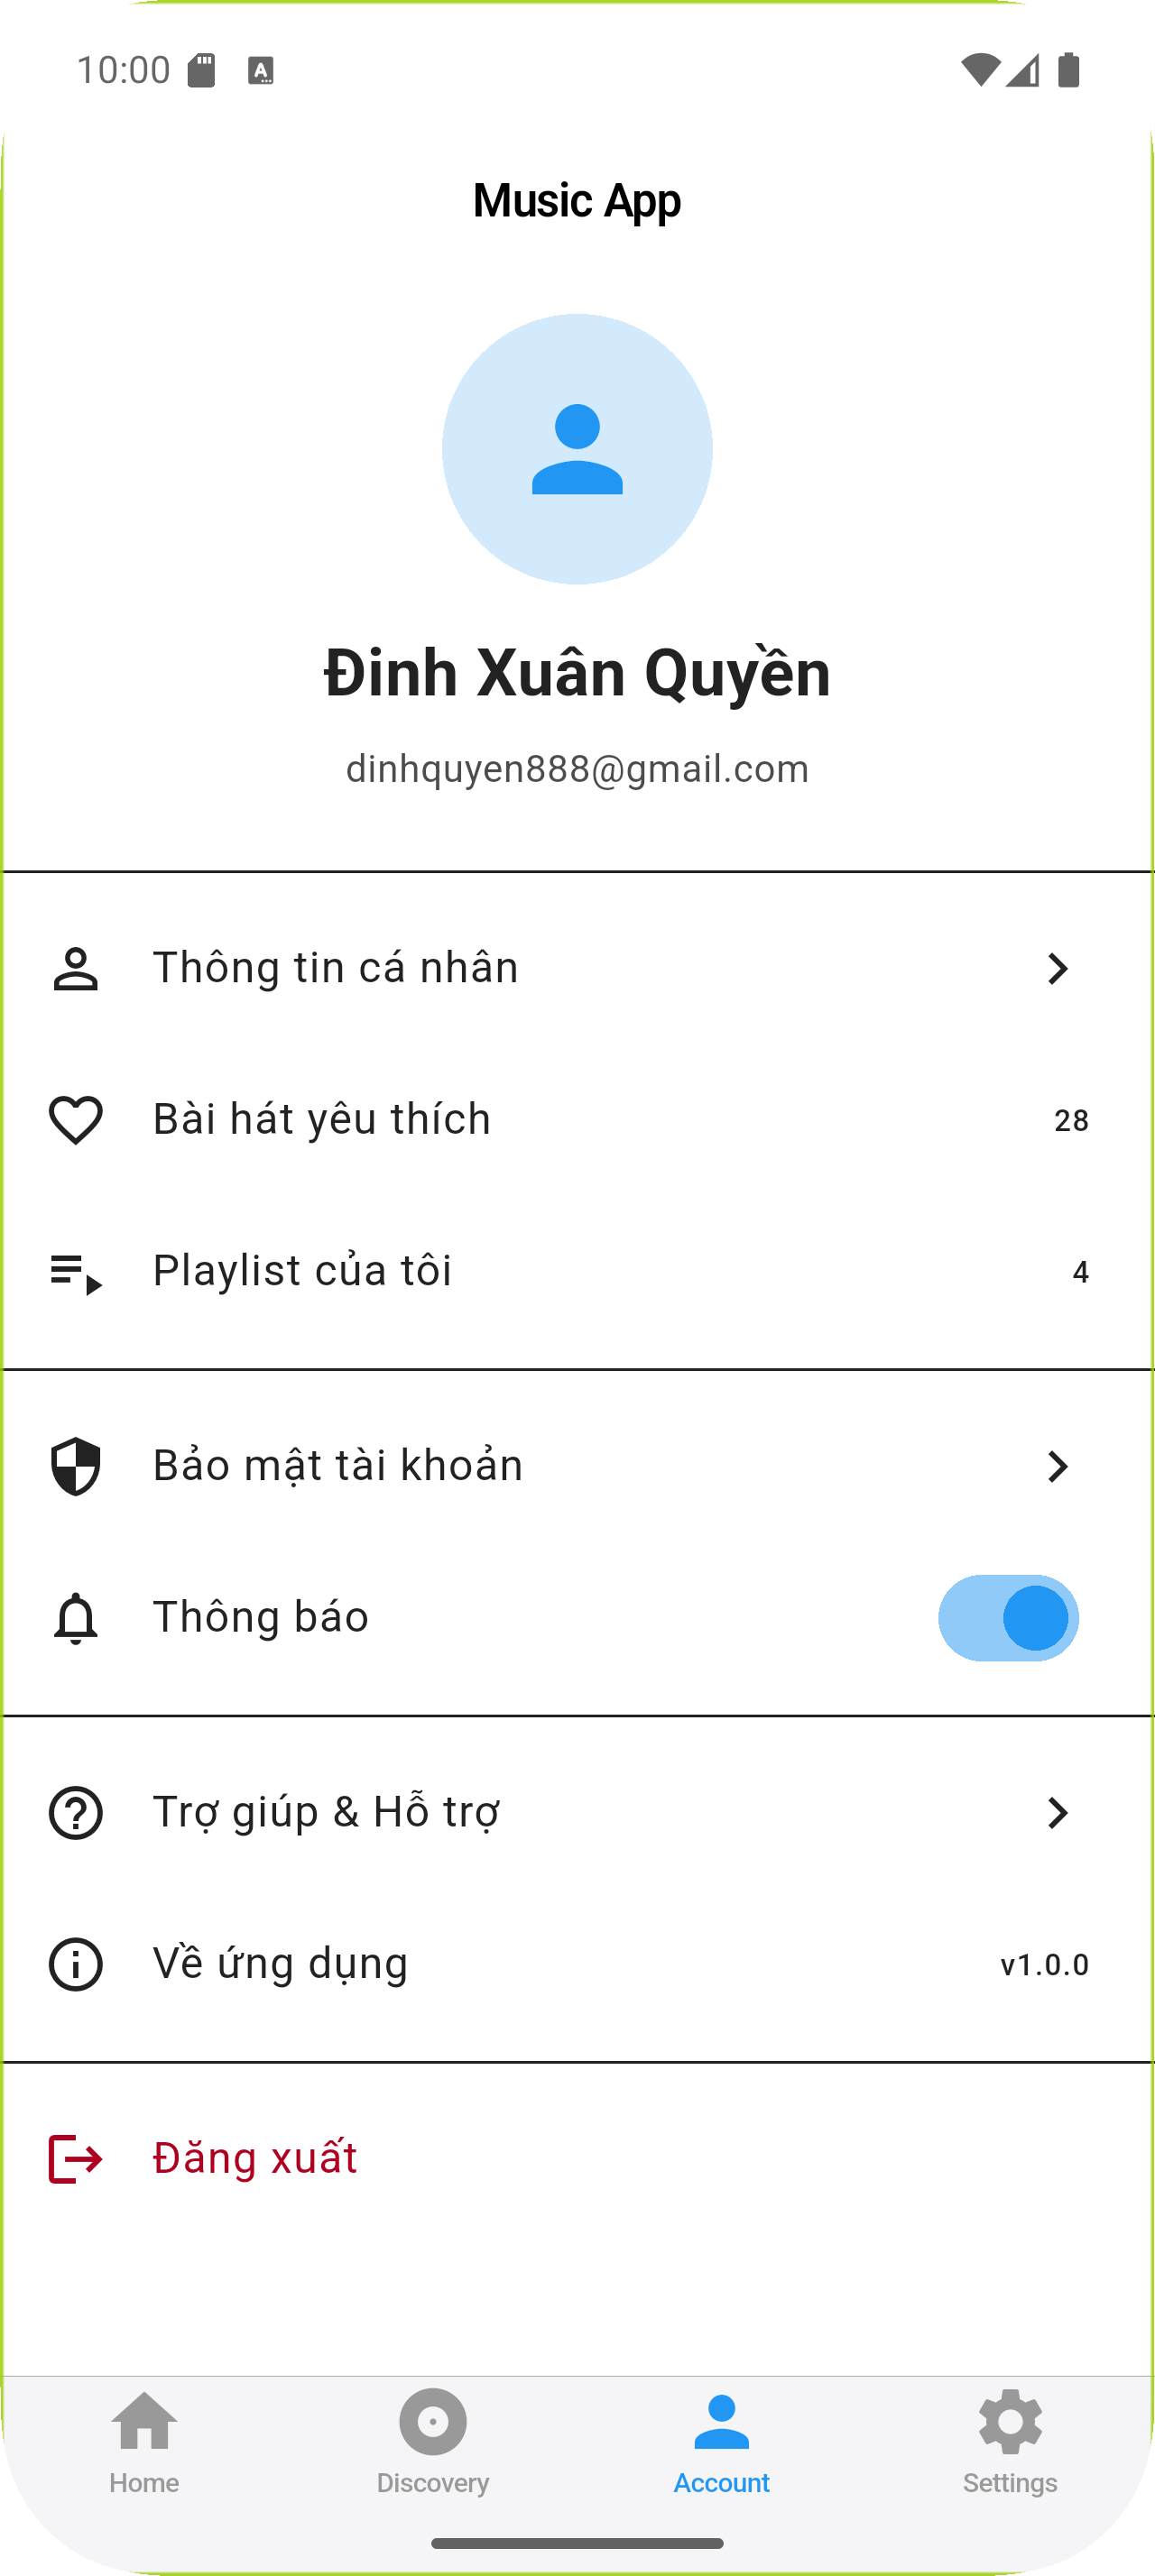 10:00
Music App
Đinh Xuân Quyền
dinhquyen888@gmail.com
Thông tin cá nhân
Bài hát yêu thích 28
Playlist của tôi 4
Bảo mật tài khoản
Thông báo
Trợ giúp & Hỗ trợ
Về ứng dụng v1.0.0
Đăng xuất
Home Discovery Account Settings